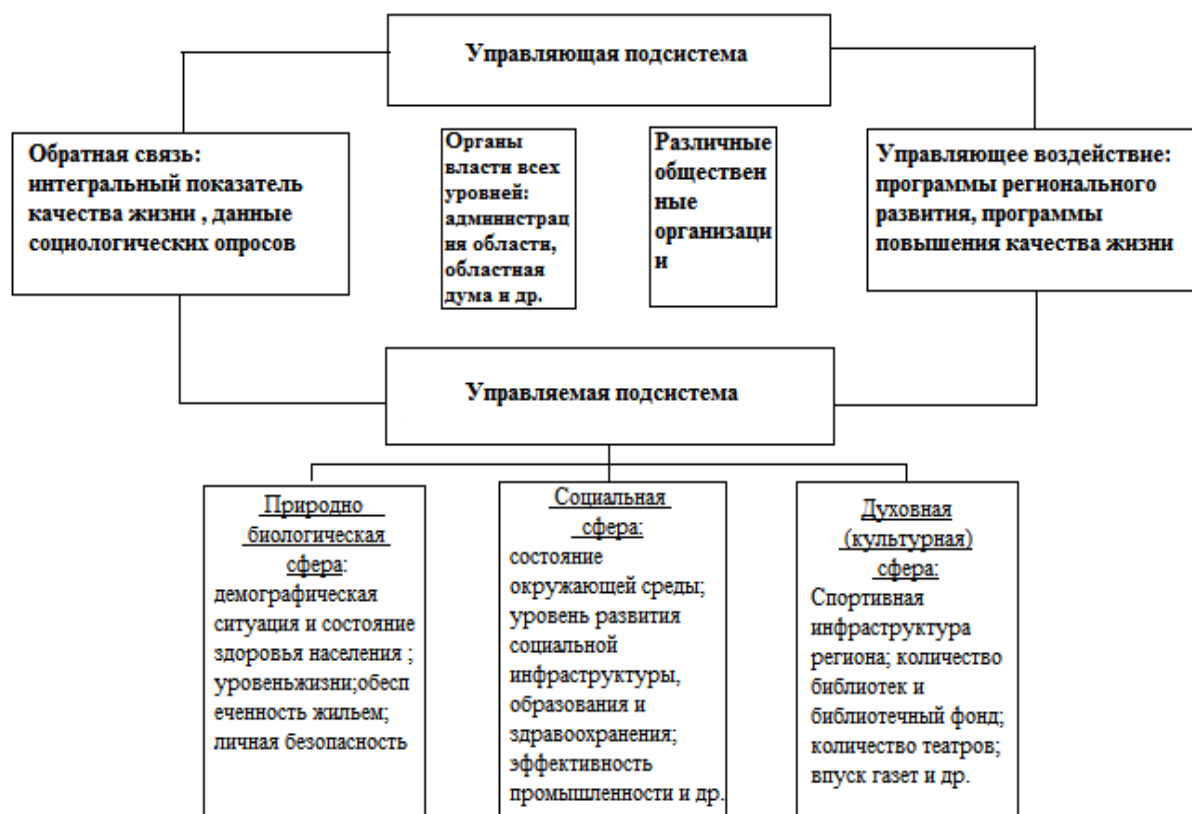 Управляющая подсистема
Обратная связь:
интегральный показатель
качества жизни , данные
социологических опросов
Органы
власти всех
уровней:
администрац
ия области,
областная
дума и др.
Различные
обществен
ные
организаци
и
Управляющее воздействие:
программы регионального
развития, программы
повышения качества жизни
Управляемая подсистема
Природно
биологическая
сфера:
демографическая
ситуация и состояние
здоровья населения ;
уровеньжизни;обесп
еченность жильем;
личная безопасность
Социальная
сфера:
состояние
окружающей среды;
уровень развития
социальной
инфраструктуры,
образования и
здравоохранения;
эффективность
промышленности и др.
Духовная
(культурная)
сфера:
Спортивная
инфраструктура
региона; количество
библиотек и
библиотечный фонд;
количество театров;
впуск газет и др.